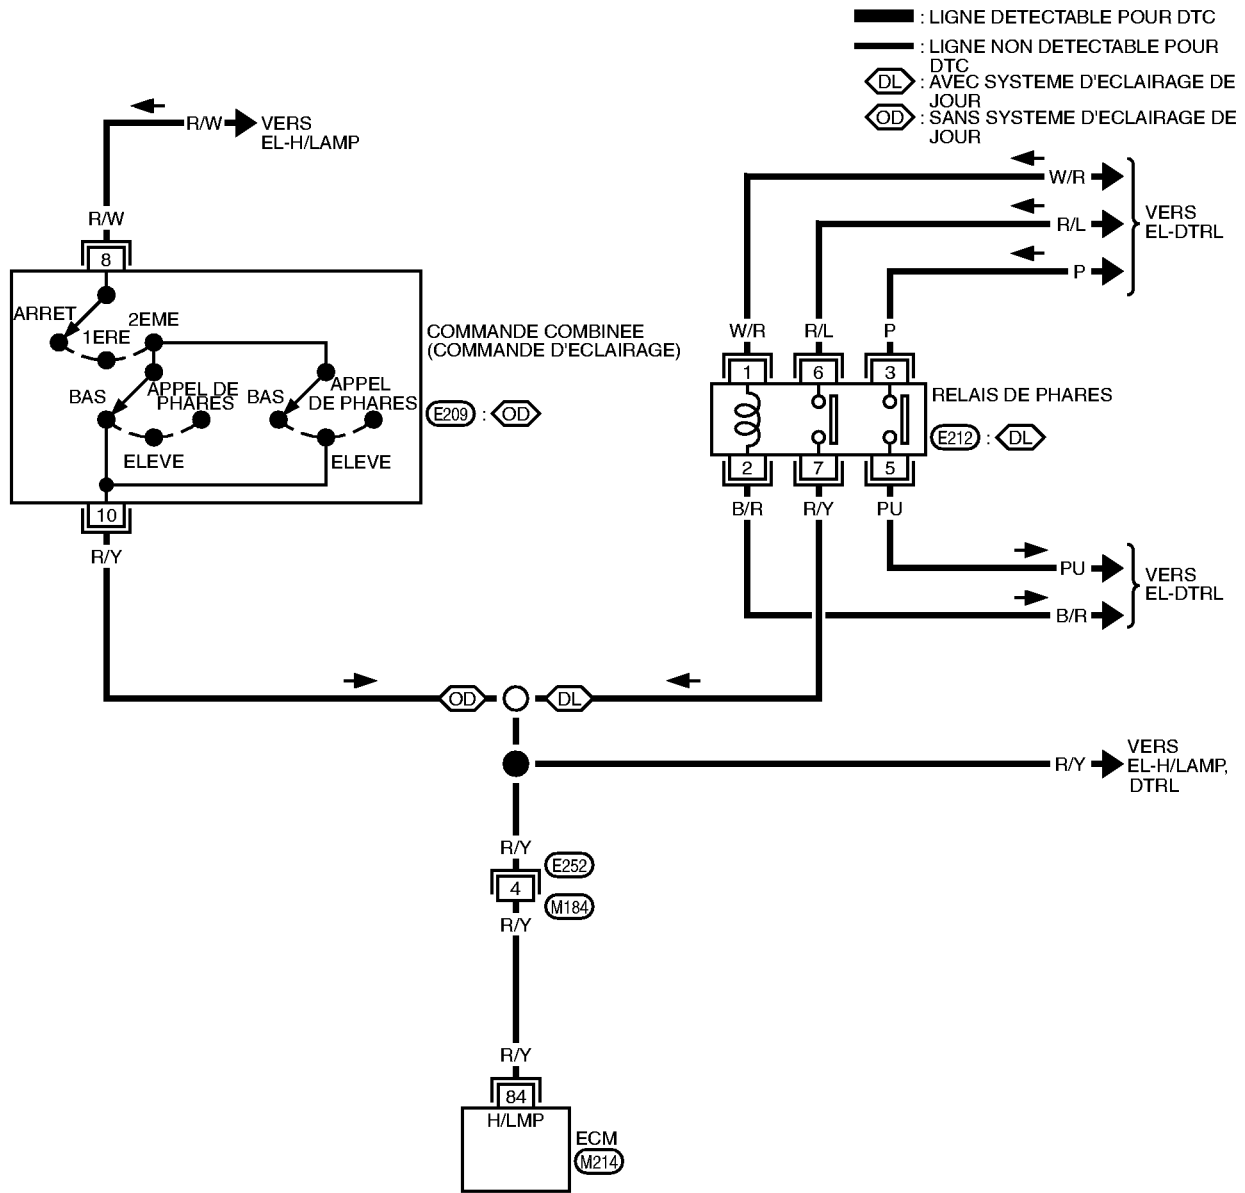 : LIGNE DETECTABLE POUR DTC
: LIGNE NON DETECTABLE POUR
DTC
DL : AVEC SYSTEME D'ECLAIRAGE DE
JOUR
OD : SANS SYSTEME D'ECLAIRAGE DE
JOUR
R/W VERS
EL-H/LAMP
R/W
8
ARRET
1ERE
2EME
BAS
APPEL DE
PHARES
ELEVE
BAS
APPEL
DE PHARES
ELEVE
10
R/Y
COMMANDE COMBINEE
(COMMANDE D'ECLAIRAGE)
E209 : OD
W/R
R/L
P
VERS
EL-DTRL
W/R R/L P
1 6 3
RELAIS DE PHARES
E212 : DL
2 7 5
B/R R/Y PU
PU
B/R
VERS
EL-DTRL
OD DL
R/Y VERS
EL-H/LAMP,
DTRL
R/Y
E252
4
M184
R/Y
R/Y
84
H/LMP
ECM
M214